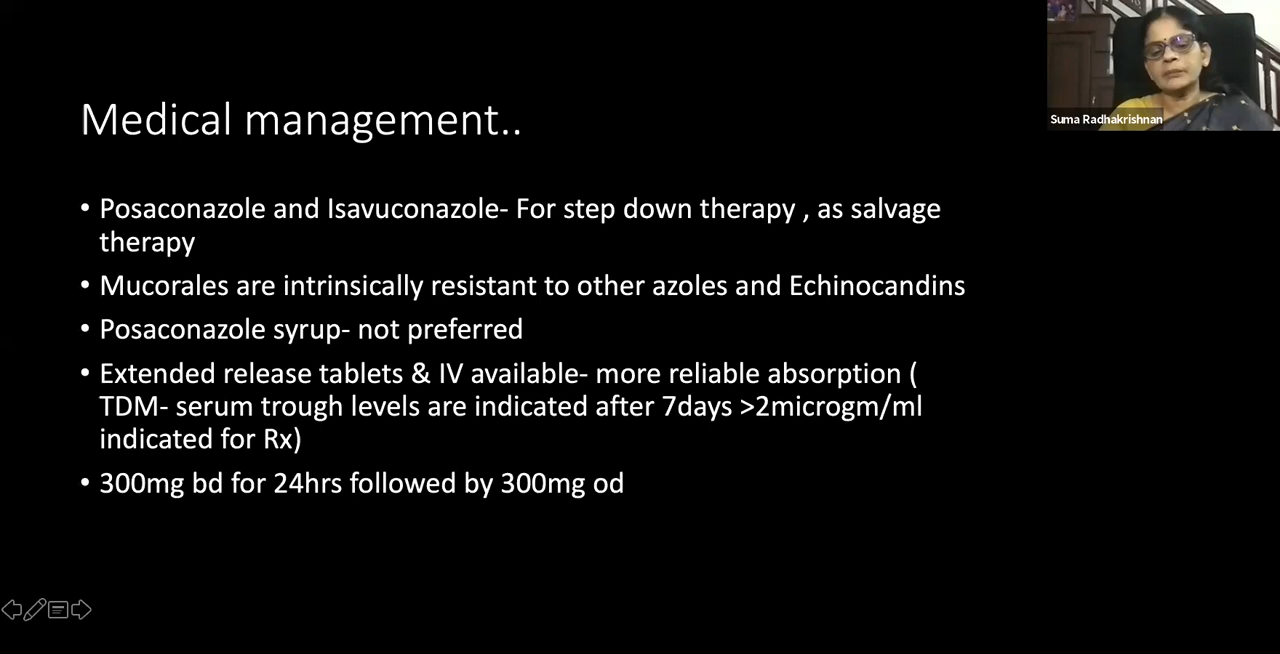 Medical management..
• Posaconazole and Isavuconazole- For step down therapy , as salvage
therapy
• Mucorales are intrinsically resistant to other azoles and Echinocandins
• Posaconazole syrup- not preferred
• Extended release tablets & IV available- more reliable absorption (
TDM- serum trough levels are indicated after 7days >2microgm/ml
indicated for Rx)
• 300mg bd for 24hrs followed by 300mg od
Suma Radhakrishnan